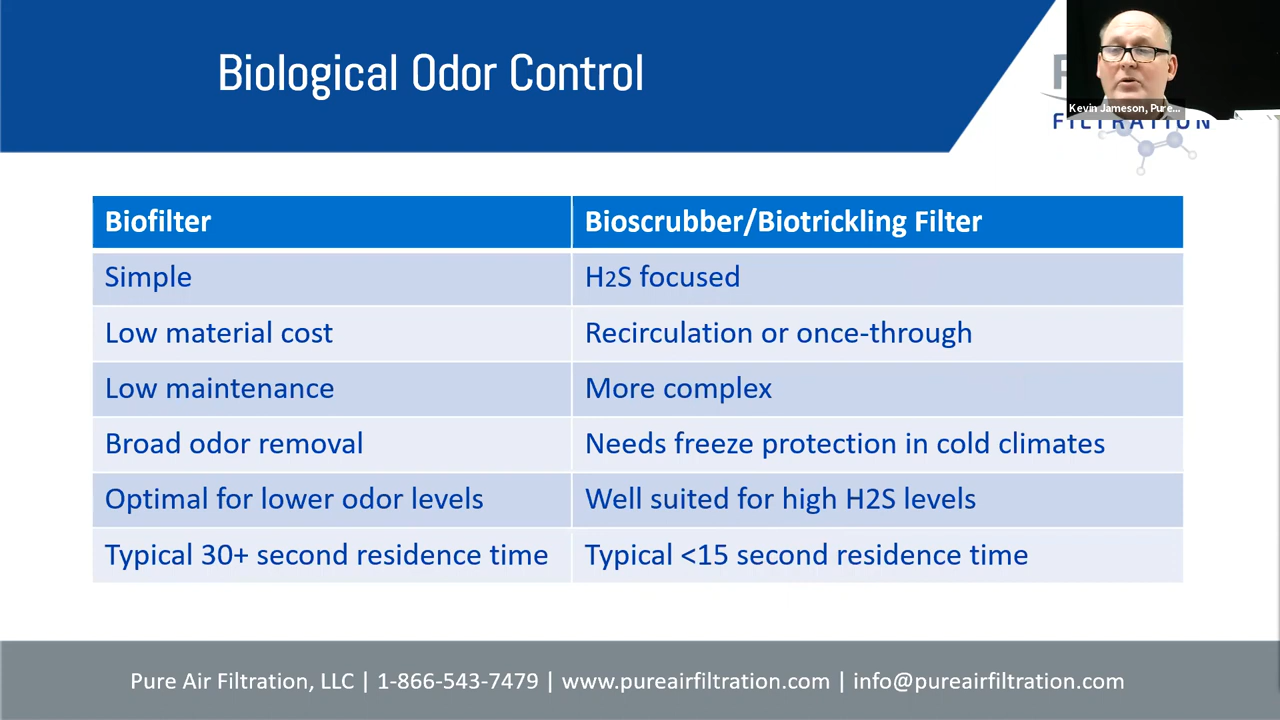 Biological Odor Control
Kevin Jameson, Pure...
FILTRATION
Biofilter
Bioscrubber/Biotrickling Filter
Simple
H2S focused
Low material cost
Recirculation or once-through
Low maintenance
More complex
Broad odor removal
Needs freeze protection in cold climates
Optimal for lower odor levels
Well suited for high H2S levels
Typical 30+ second residence time
Typical <15 second residence time
Pure Air Filtration, LLC | 1-866-543-7479 | www.pureairfiltration.com | info@pureairfiltration.com